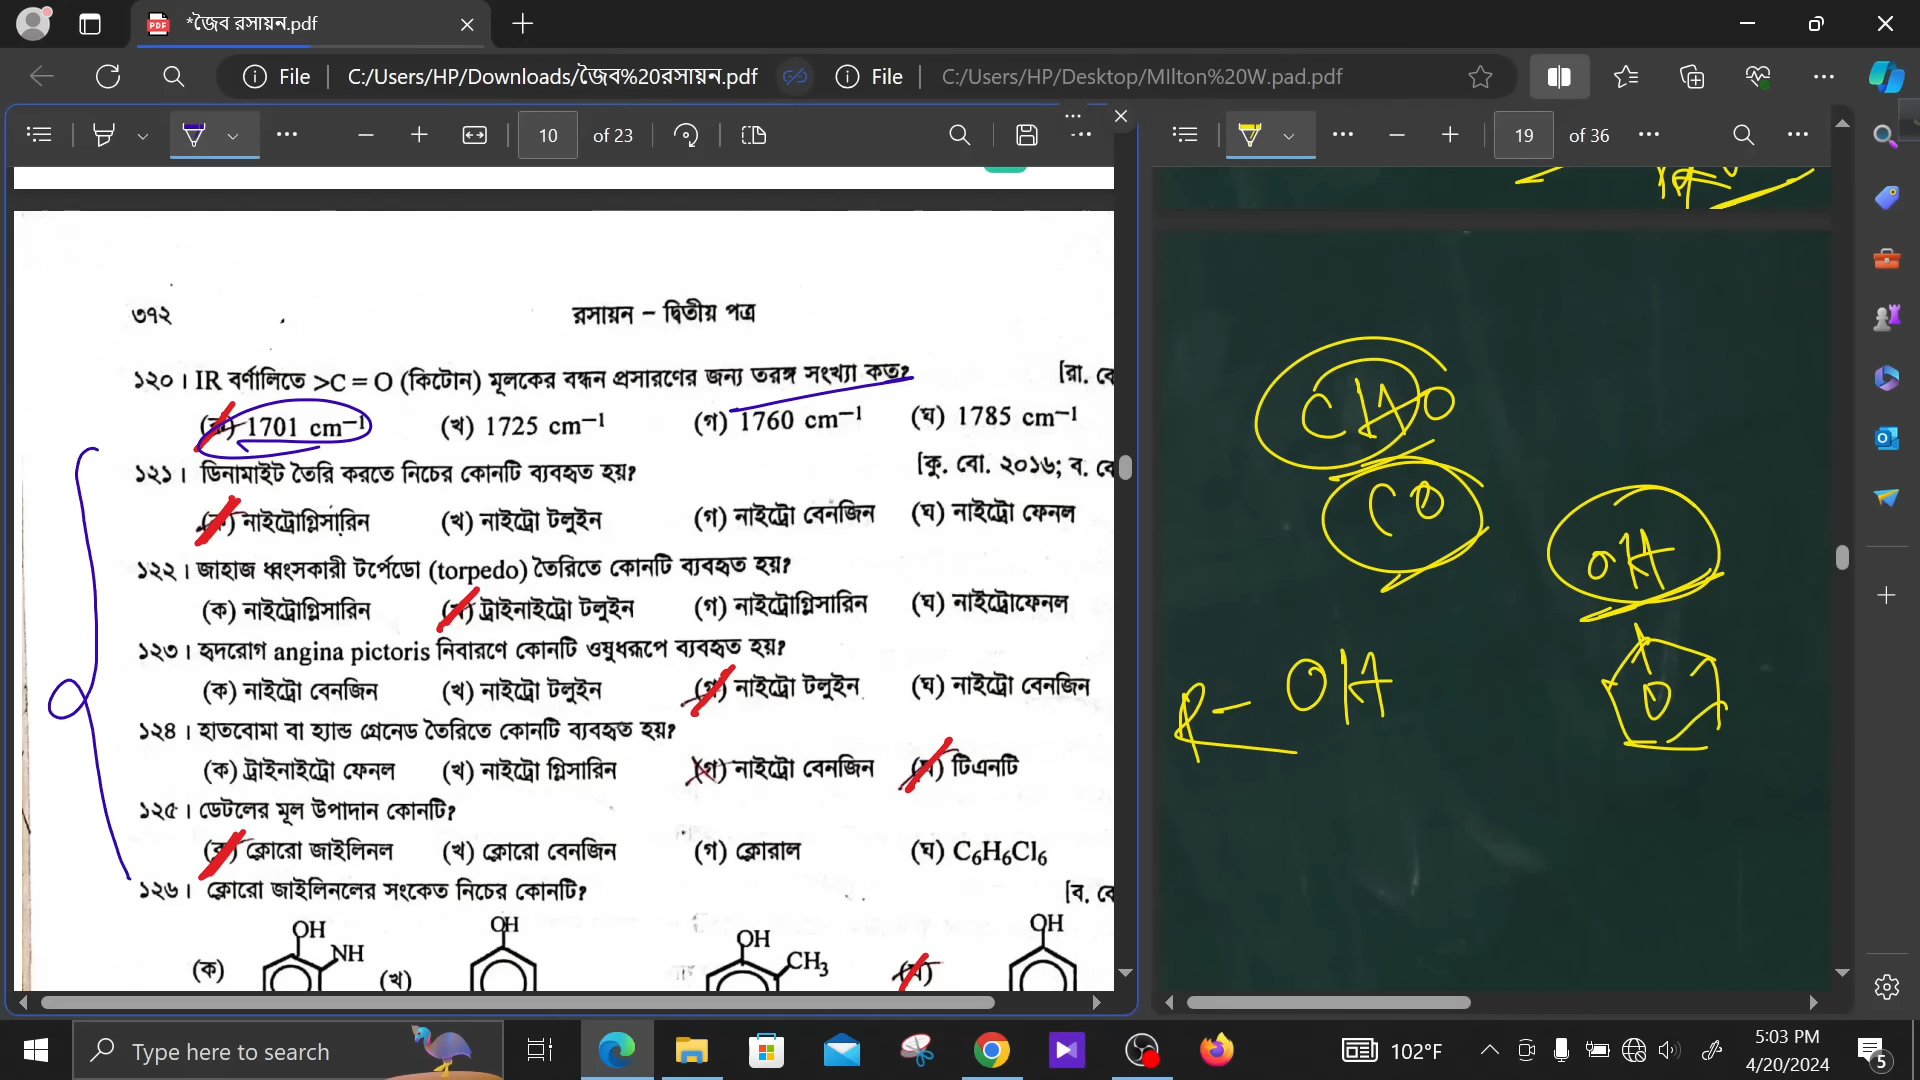 *জৈব রসায়ন.pdf
File C:/Users/HP/Downloads/জৈব%20রসায়ন.pdf File C:/Users/HP/Desktop/MIlton%20W.pad.pdf
10 of 23
19 of 36
৩৭২ রসায়ন – দ্বিতীয় পত্র
১২০। IR বর্ণালিতে >C = O (কিটোন) মূলকের বন্ধন প্রসারণের জন্য তরঙ্গ সংখ্যা কত? [রা. বো
(ক) 1701 cm⁻¹ (খ) 1725 cm⁻¹ (গ) 1760 cm⁻¹ (ঘ) 1785 cm⁻¹
১২১। ডিনামাইট তৈরি করতে নিচের কোনটি ব্যবহৃত হয়? [কু. বো. ২০১৬; ব. বো
(ক) নাইট্রোগ্লিসারিন (খ) নাইট্রো টলুইন (গ) নাইট্রো বেনজিন (ঘ) নাইট্রো ফেনল
১২২। জাহাজ ধ্বংসকারী টর্পেডো (torpedo) তৈরিতে কোনটি ব্যবহৃত হয়?
(ক) নাইট্রোগ্লিসারিন (খ) ট্রাইনাইট্রো টলুইন (গ) নাইট্রোগ্লিসারিন (ঘ) নাইট্রোফেনল
১২৩। হৃদরোগ angina pictoris নিবারণে কোনটি ওষুধরূপে ব্যবহৃত হয়?
(ক) নাইট্রো বেনজিন (খ) নাইট্রো টলুইন (গ) নাইট্রো টলুইন (ঘ) নাইট্রো বেনজিন
১২৪। হাতবোমা বা হ্যান্ড গ্রেনেড তৈরিতে কোনটি ব্যবহৃত হয়?
(ক) ট্রাইনাইট্রো ফেনল (খ) নাইট্রো গ্লিসারিন (গ) নাইট্রো বেনজিন (ঘ) টিএনটি
১২৫। ডেটলের মূল উপাদান কোনটি?
(ক) ক্লোরো জাইলিনল (খ) ক্লোরো বেনজিন (গ) ক্লোরাল (ঘ) C₆H₆Cl₆
১২৬। ক্লোরো জাইলিনলের সংকেত নিচের কোনটি? [ব. বো
OH OH OH OH
NH CH₃
(ক) (খ) (ঘ)
CHO
CO
OH
R- OH
Type here to search
102°F
5:03 PM
4/20/2024
5